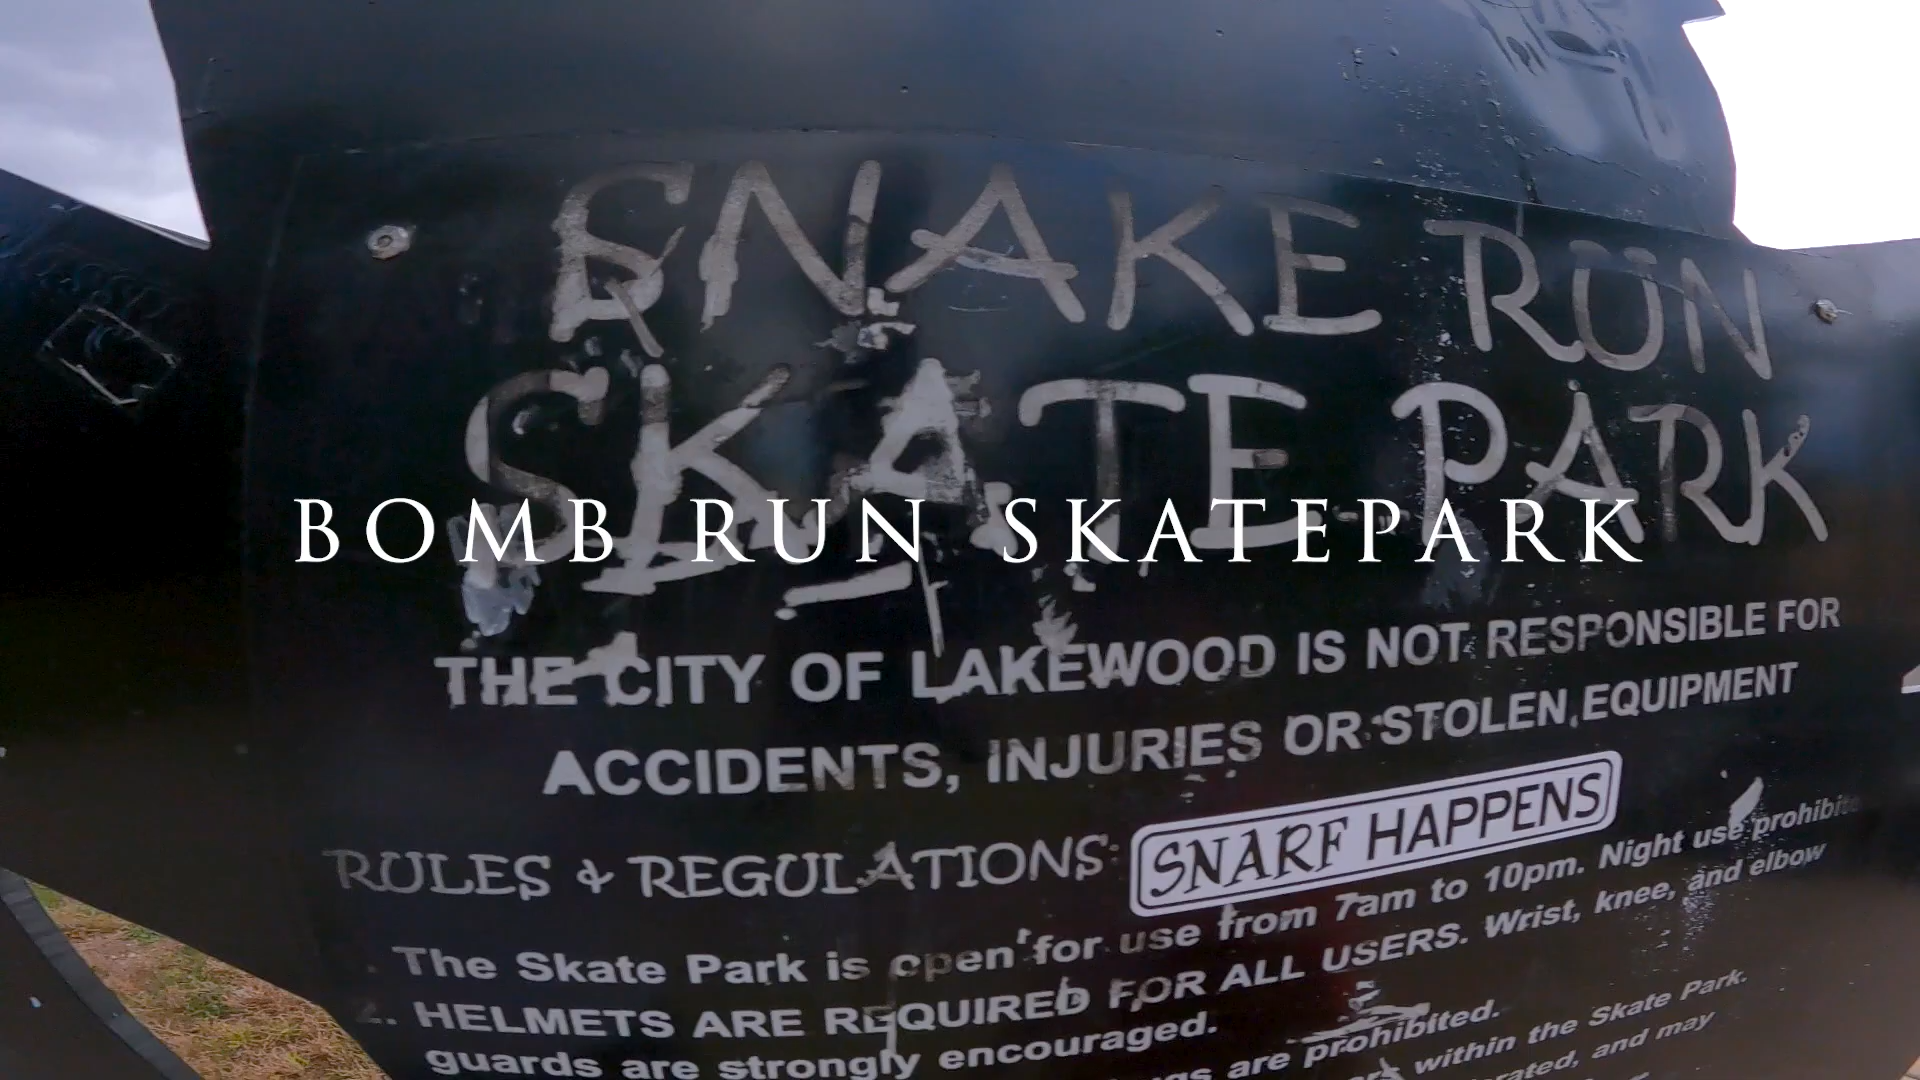 SNAKE RUN
SKATE PARK
BOMB RUN SKATEPARK
THE CITY OF LAKEWOOD IS NOT RESPONSIBLE FOR
ACCIDENTS, INJURIES OR STOLEN EQUIPMENT
RULES & REGULATIONS: SNARF HAPPENS
The Skate Park is open for use from 7am to 10pm. Night use prohibited
2. HELMETS ARE REQUIRED FOR ALL USERS. Wrist, knee, and elbow
guards are strongly encouraged.
are prohibited.
within the Skate Park.
and may